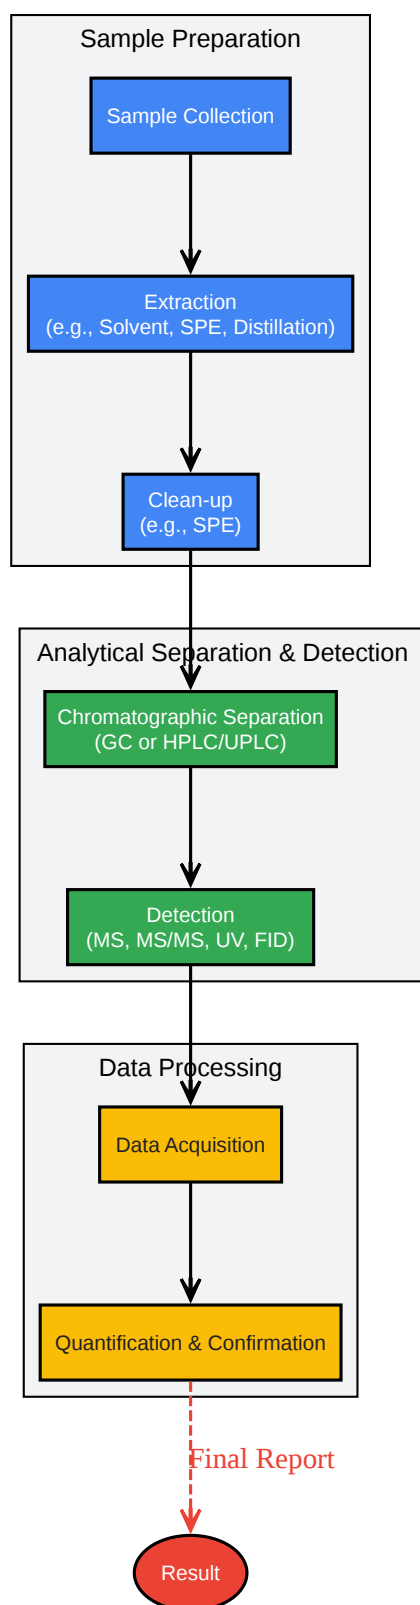 Sample Preparation
Sample Collection
Extraction
(e.g., Solvent, SPE, Distillation)
Clean-up
(e.g., SPE)
Analytical Separation & Detection
Chromatographic Separation
(GC or HPLC/UPLC)
Detection
(MS, MS/MS, UV, FID)
Data Processing
Data Acquisition
Quantification & Confirmation
Final Report
Result